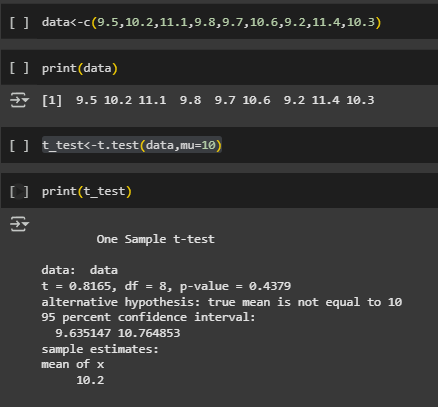 [ ] data<-c(9.5,10.2,11.1,9.8,9.7,10.6,9.2,11.4,10.3)
[ ] print(data)
[1] 9.5 10.2 11.1 9.8 9.7 10.6 9.2 11.4 10.3
[ ] t_test<-t.test(data,mu=10)
[ ] print(t_test)
One Sample t-test
data: data
t = 0.8165, df = 8, p-value = 0.4379
alternative hypothesis: true mean is not equal to 10
95 percent confidence interval:
9.635147 10.764853
sample estimates:
mean of x
10.2